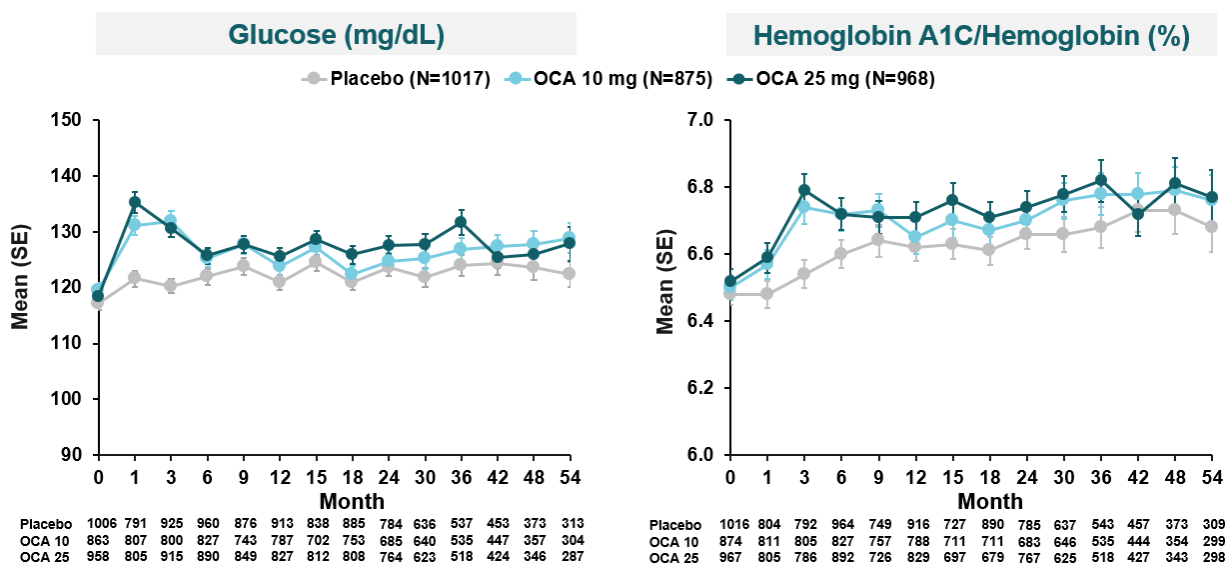 Glucose (mg/dL)
Hemoglobin A1C/Hemoglobin (%)
Placebo (N=1017) OCA 10 mg (N=875) OCA 25 mg (N=968)
Mean (SE)
150
140
130
120
110
100
90
0 1 3 6 9 12 15 18 24 30 36 42 48 54
Month
Placebo 1006 791 925 960 876 913 838 885 784 636 537 453 373 313
OCA 10 863 807 800 827 743 787 702 753 685 640 535 447 357 304
OCA 25 958 805 915 890 849 827 812 808 764 623 518 424 346 287
Mean (SE)
7.0
6.8
6.6
6.4
6.2
6.0
0 1 3 6 9 12 15 18 24 30 36 42 48 54
Month
Placebo 1016 804 792 964 749 916 727 890 785 637 543 457 373 309
OCA 10 874 811 805 827 757 788 711 711 683 646 535 444 354 299
OCA 25 967 805 786 892 726 829 697 679 767 625 518 427 343 298